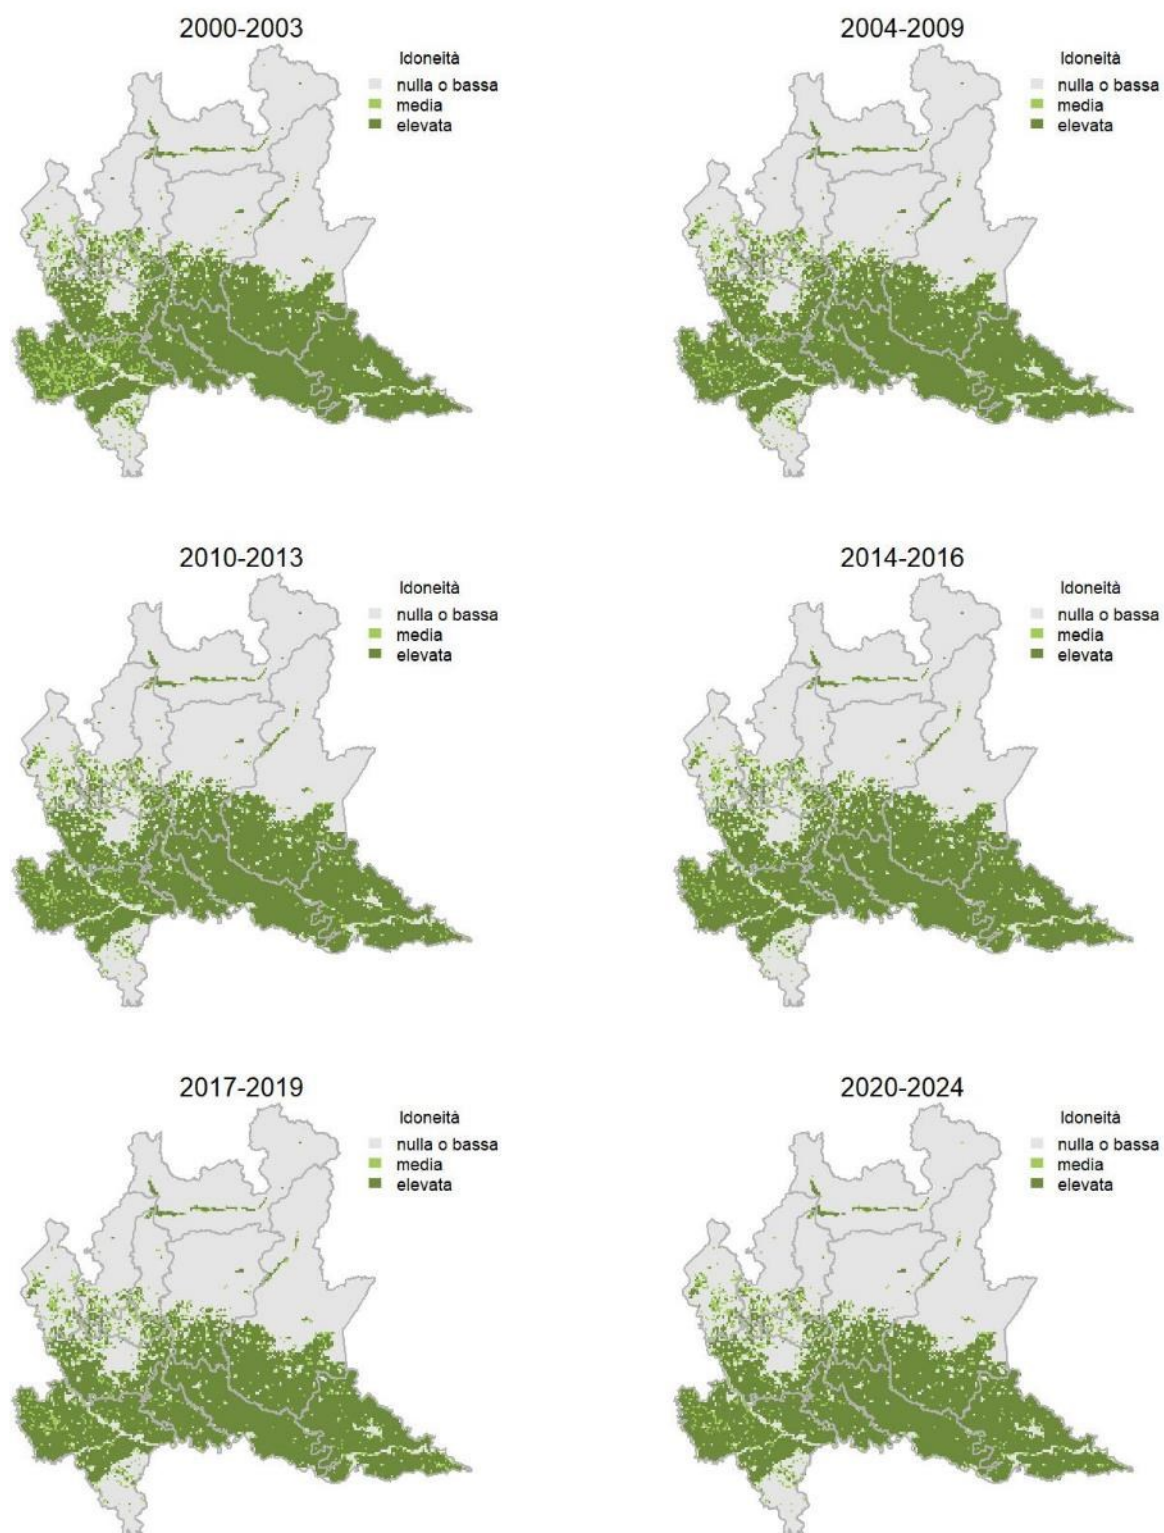 2000-2003
Idoneità
nulla o bassa
media
elevata
2004-2009
Idoneità
nulla o bassa
media
elevata
2010-2013
Idoneità
nulla o bassa
media
elevata
2014-2016
Idoneità
nulla o bassa
media
elevata
2017-2019
Idoneità
nulla o bassa
media
elevata
2020-2024
Idoneità
nulla o bassa
media
elevata